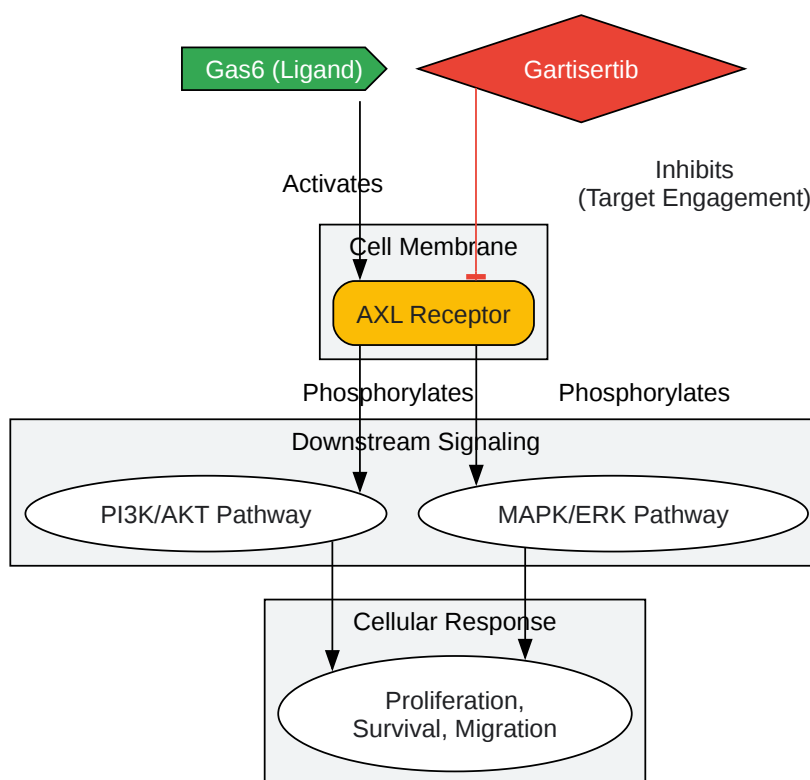 Gas6 (Ligand)
Gartisertib
Activates
Inhibits
(Target Engagement)
Cell Membrane
AXL Receptor
Phosphorylates
Phosphorylates
Downstream Signaling
PI3K/AKT Pathway
MAPK/ERK Pathway
Cellular Response
Proliferation,
Survival, Migration